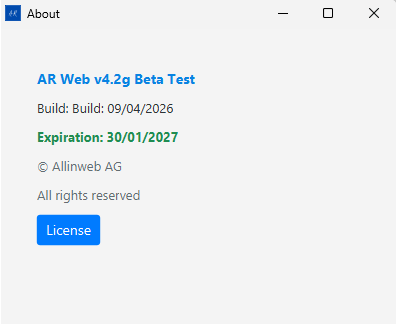 About
AR Web v4.2g Beta Test
Build: Build: 09/04/2026
Expiration: 30/01/2027
© Allinweb AG
All rights reserved
License